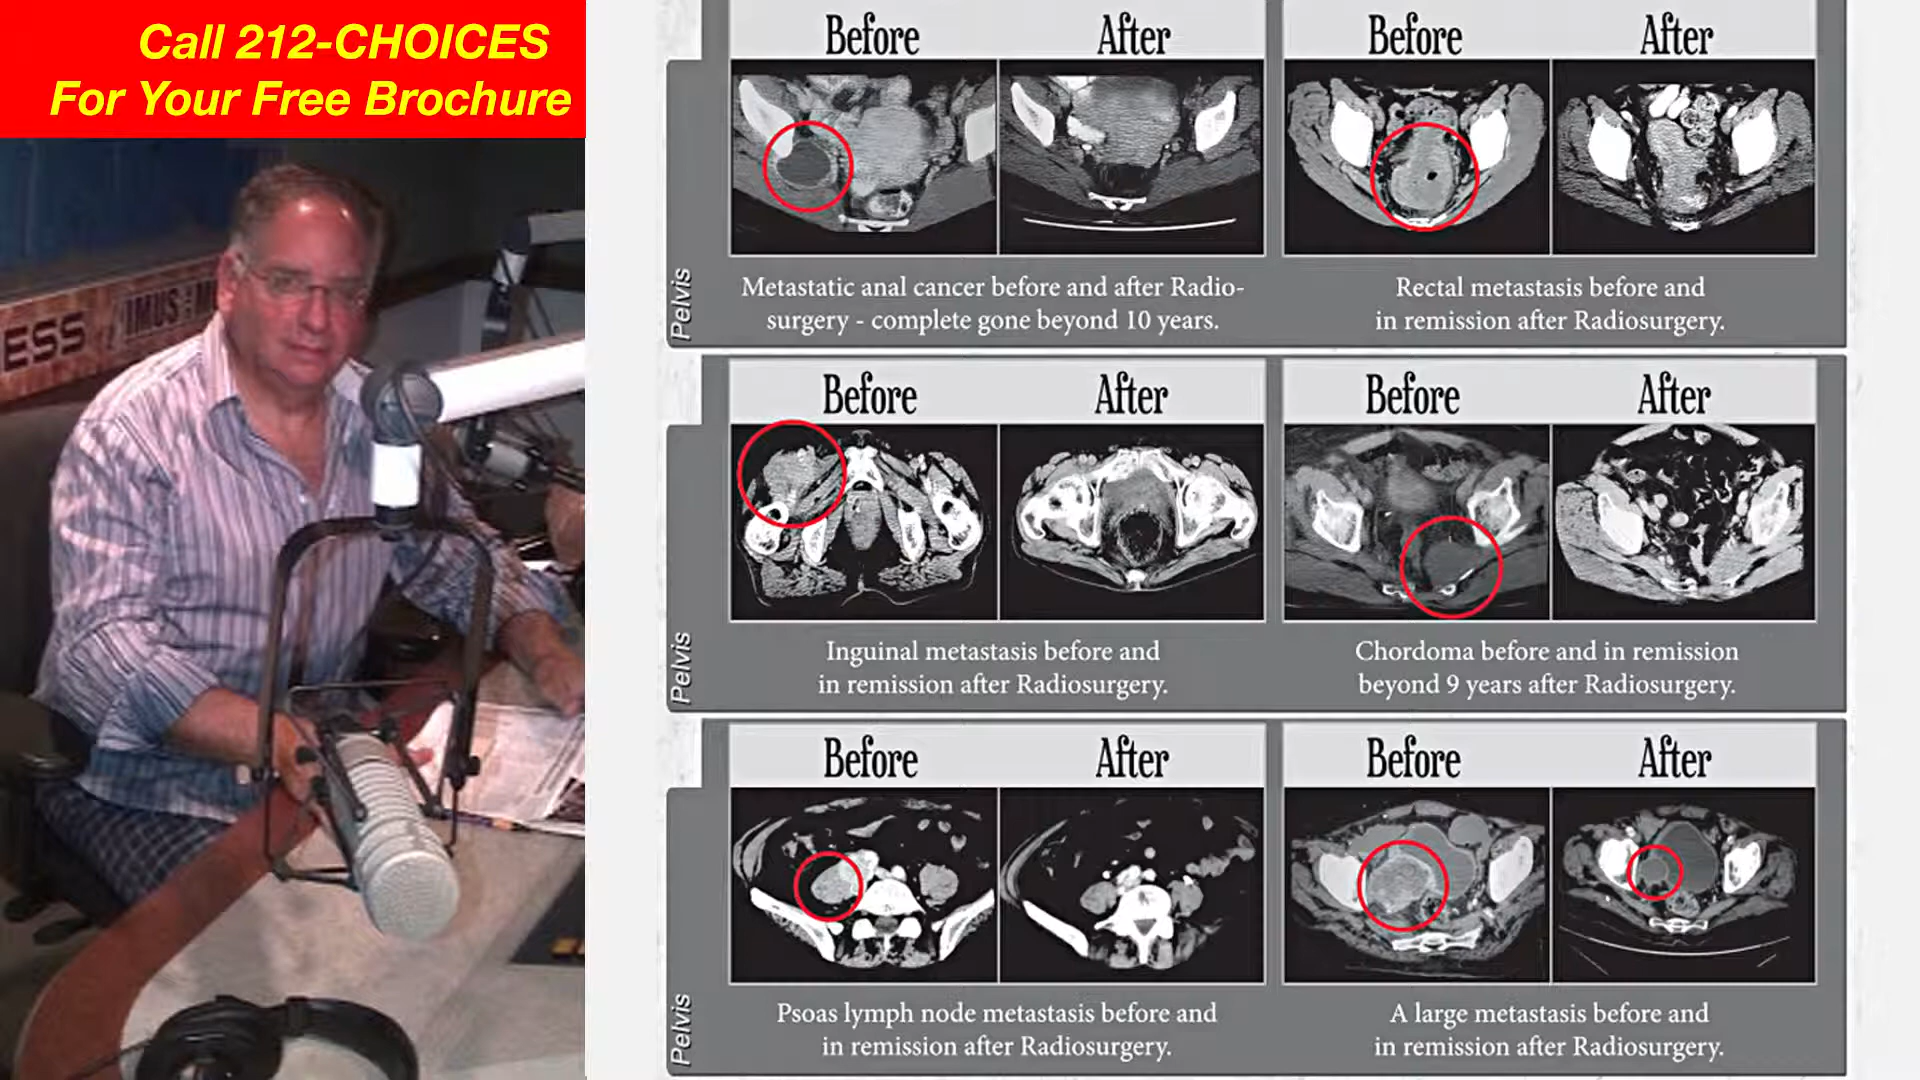 Call 212-CHOICES
For Your Free Brochure
ESS
IMUS
Before
After
Before
After
Pelvis
Metastatic anal cancer before and after Radio-
surgery - complete gone beyond 10 years.
Rectal metastasis before and
in remission after Radiosurgery.
Before
After
Before
After
Pelvis
Inguinal metastasis before and
in remission after Radiosurgery.
Chordoma before and in remission
beyond 9 years after Radiosurgery.
Before
After
Before
After
Pelvis
Psoas lymph node metastasis before and
in remission after Radiosurgery.
A large metastasis before and
in remission after Radiosurgery.